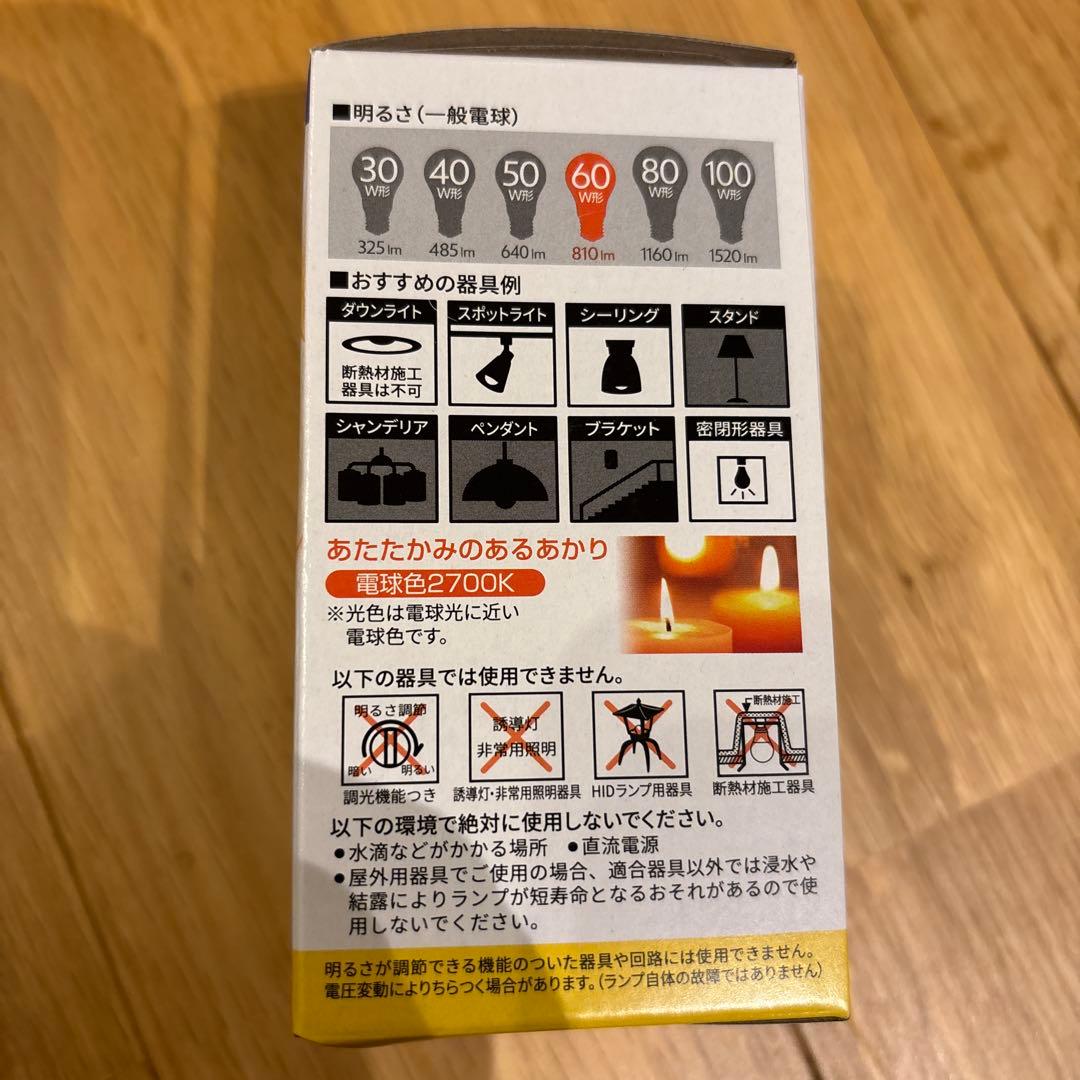 ■明るさ(一般電球)
30 40 50 60 80 100
W形 W形 W形 W形 W形 W形
325lm 485lm 640lm 810lm 1160lm 1520lm
■おすすめの器具例
ダウンライト スポットライト シーリング スタンド
断熱材施工
器具は不可
シャンデリア ペンダント ブラケット 密閉形器具
あたたかみのあるあかり
電球色2700K
※光色は電球光に近い
電球色です。
以下の器具では使用できません。
明るさ調節 誘導灯 断熱材施工
非常用照明
暗い 明るい
調光機能つき 誘導灯・非常用照明器具 HIDランプ用器具 断熱材施工器具
以下の環境で絶対に使用しないでください。
●水滴などがかかる場所 ●直流電源
●屋外用器具でご使用の場合、適合器具以外では浸水や
結露によりランプが短寿命となるおそれがあるので使
用しないでください。
明るさが調節できる機能のついた器具や回路には使用できません。
電圧変動によりちらつく場合があります。(ランプ自体の故障ではありません)